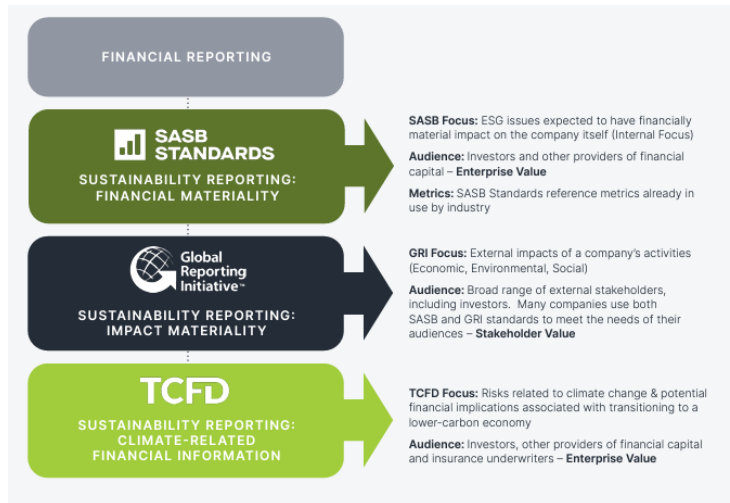 FINANCIAL REPORTING
SASB
STANDARDS
SUSTAINABILITY REPORTING:
FINANCIAL MATERIALITY
SASB Focus: ESG issues expected to have financially
material impact on the company itself (Internal Focus)
Audience: Investors and other providers of financial
capital – Enterprise Value
Metrics: SASB Standards reference metrics already in
use by industry
Global
Reporting
Initiative™
SUSTAINABILITY REPORTING:
IMPACT MATERIALITY
GRI Focus: External impacts of a company's activities
(Economic, Environmental, Social)
Audience: Broad range of external stakeholders,
including investors.  Many companies use both
SASB and GRI standards to meet the needs of their
audiences – Stakeholder Value
TCFD
SUSTAINABILITY REPORTING:
CLIMATE-RELATED
FINANCIAL INFORMATION
TCFD Focus: Risks related to climate change & potential
financial implications associated with transitioning to a
lower-carbon economy
Audience: Investors, other providers of financial capital
and insurance underwriters – Enterprise Value